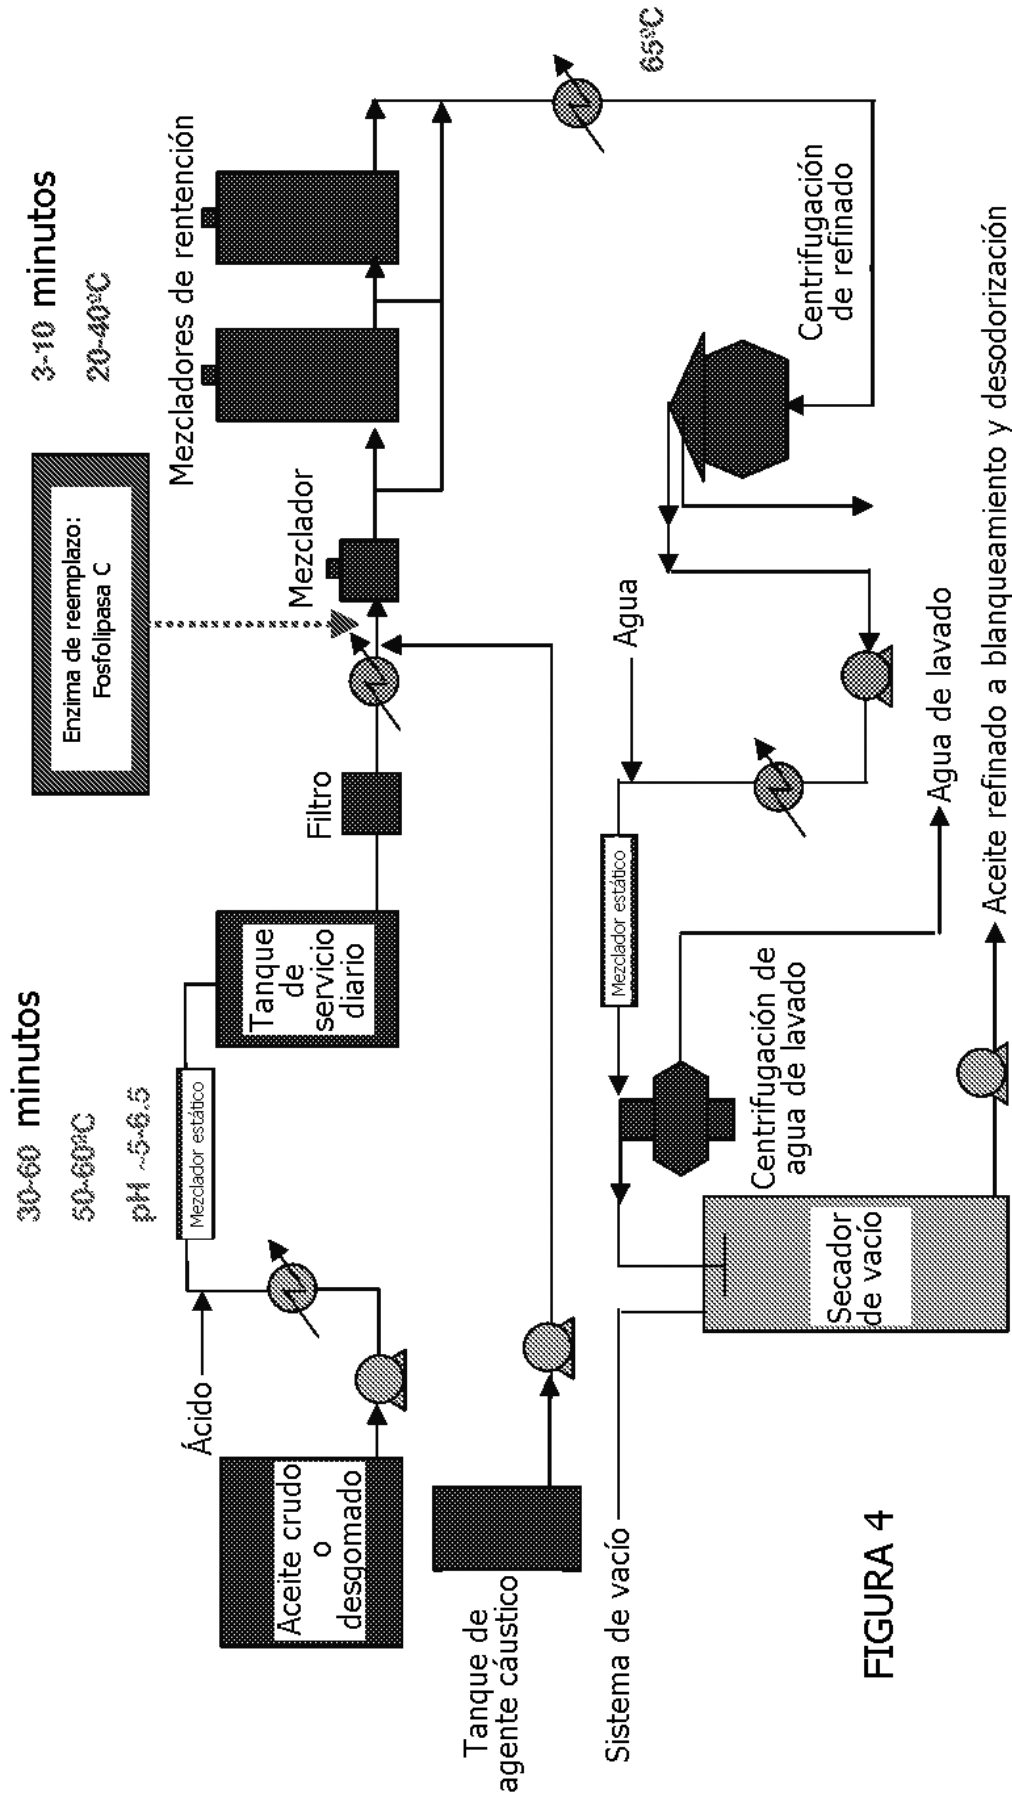 30-60 minutos
50-60ºC
pH ~5-6.5
3-10 minutos
20-40ºC
Enzima de reemplazo:
Fosfolipasa C
Ácido
Mezclador estático
Tanque
de
servicio
diario
Filtro
Mezclador
Mezcladores de rentención
65ºC
Aceite crudo
o
desgomado
Tanque de
agente cáustico
Centrifugación
de refinado
Agua
Mezclador estático
Centrifugación de
agua de lavado
Agua de lavado
Sistema de vacío
Secador
de vacío
Aceite refinado a blanqueamiento y desodorización
FIGURA 4